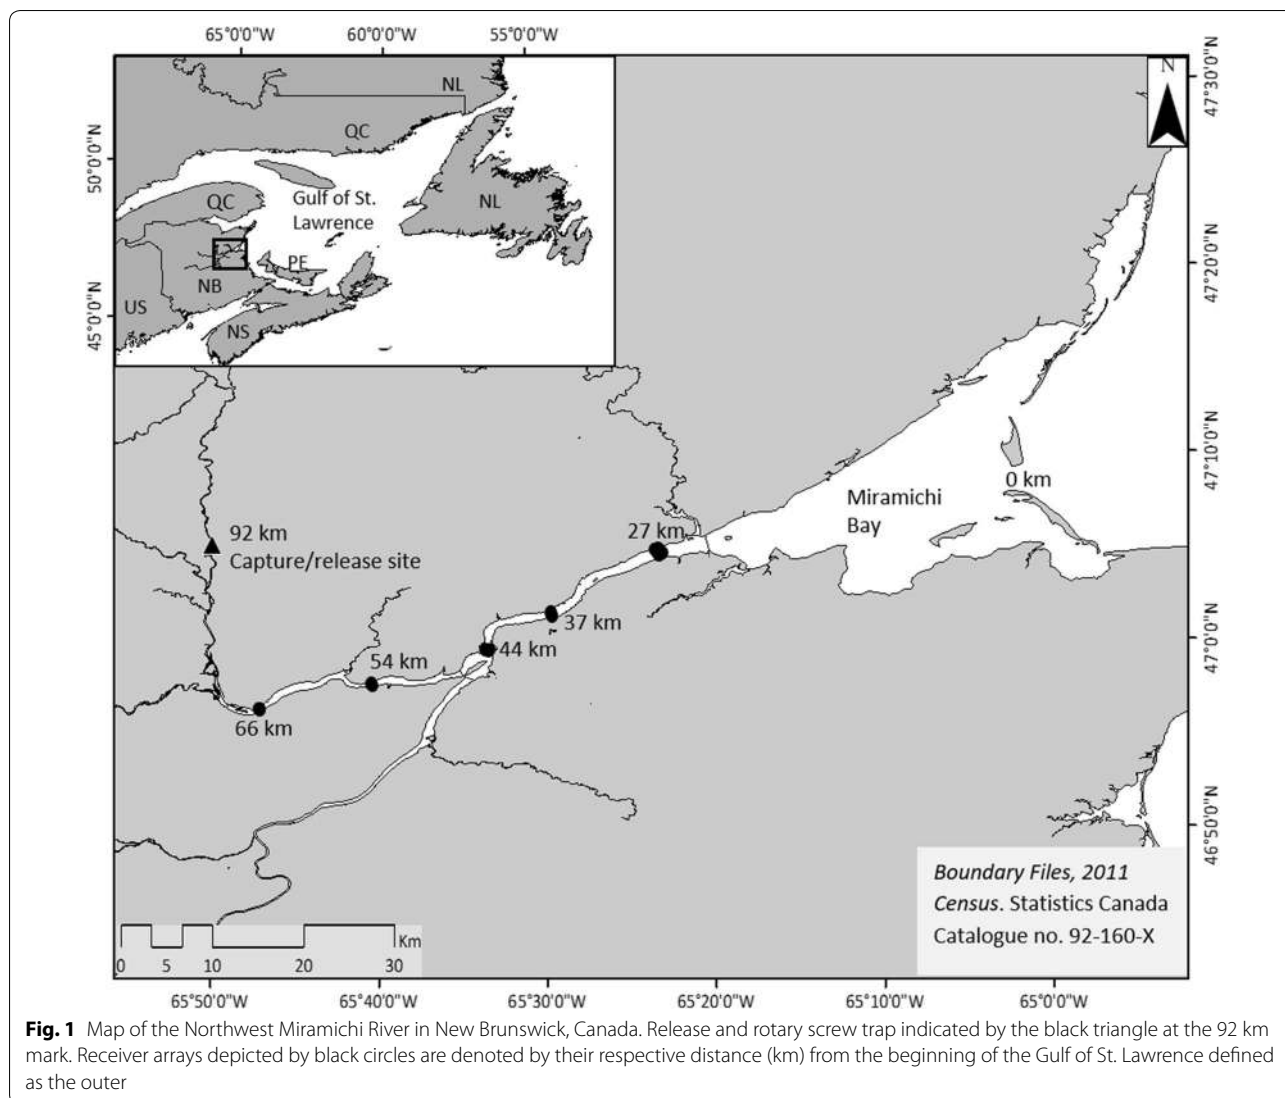 65°0'0"W
60°0'0"W
55°0'0"W
N
47°30'0"N
NL
QC
50°0'0"N
QC
Gulf of St.
Lawrence
NL
47°20'0"N
PE
NB
US
45°0'0"N
NS
47°10'0"N
0 km
Miramichi
Bay
92 km
Capture/release site
27 km
37 km
47°0'0"N
44 km
54 km
66 km
46°50'0"N
Boundary Files, 2011
Census. Statistics Canada
Catalogue no. 92-160-X
Km
0 5 10 20 30
65°50'0"W 65°40'0"W 65°30'0"W 65°20'0"W 65°10'0"W 65°0'0"W
Fig. 1 Map of the Northwest Miramichi River in New Brunswick, Canada. Release and rotary screw trap indicated by the black triangle at the 92 km
mark. Receiver arrays depicted by black circles are denoted by their respective distance (km) from the beginning of the Gulf of St. Lawrence defined
as the outer